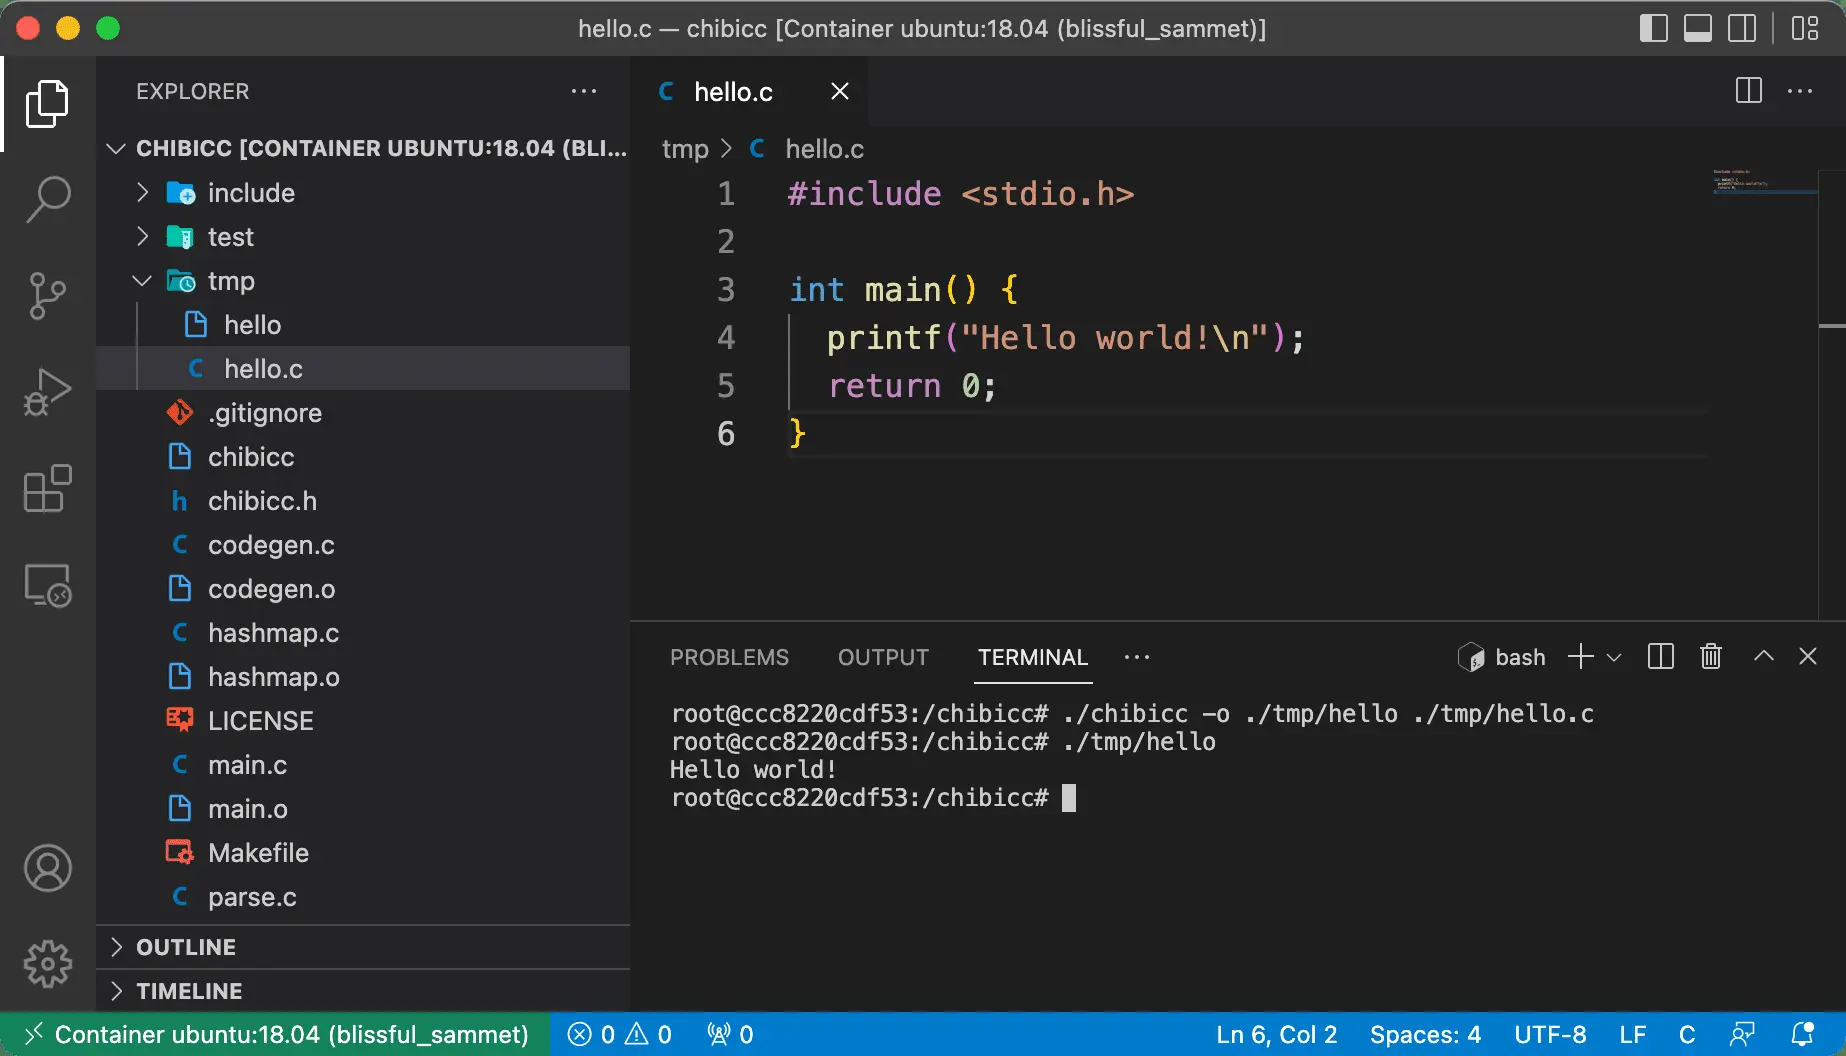 hello.c — chibicc [Container ubuntu:18.04 (blissful_sammet)]
EXPLORER
CHIBICC [CONTAINER UBUNTU:18.04 (BLI...
include
test
tmp
hello
hello.c
.gitignore
chibicc
chibicc.h
codegen.c
codegen.o
hashmap.c
hashmap.o
LICENSE
main.c
main.o
Makefile
parse.c
OUTLINE
TIMELINE
hello.c
tmp > C hello.c
1 #include <stdio.h>
2
3 int main() {
4 printf("Hello world!\n");
5 return 0;
6 }
PROBLEMS OUTPUT TERMINAL ··· bash
root@ccc8220cdf53:/chibicc# ./chibicc -o ./tmp/hello ./tmp/hello.c
root@ccc8220cdf53:/chibicc# ./tmp/hello
Hello world!
root@ccc8220cdf53:/chibicc#
Container ubuntu:18.04 (blissful_sammet) 0 0 0 Ln 6, Col 2 Spaces: 4 UTF-8 LF C